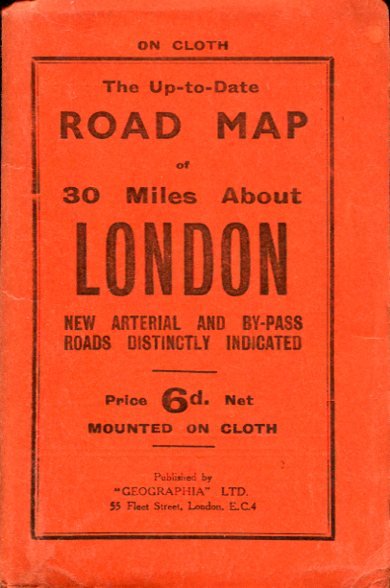 ON CLOTH
The Up-to-Date
ROAD MAP
of
30 Miles About
LONDON
NEW ARTERIAL AND BY-PASS
ROADS DISTINCTLY INDICATED
Price 6d. Net
MOUNTED ON CLOTH
Published by
"GEOGRAPHIA" LTD.
55 Fleet Street, London, E.C.4